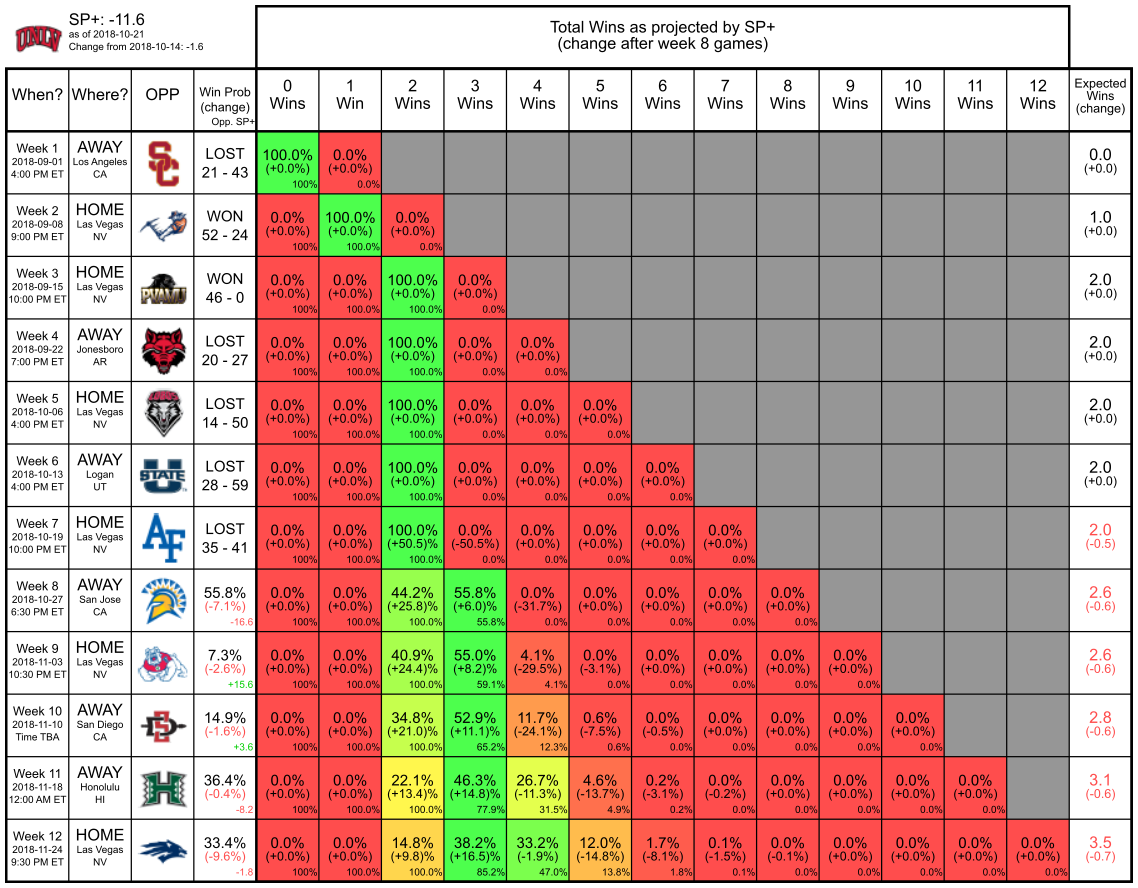 UNLV
SP+: -11.6
as of 2018-10-21
Change from 2018-10-14: -1.6
Total Wins as projected by SP+
(change after week 8 games)
When? Where? OPP Win Prob (change) Opp. SP+ 0 Wins 1 Win 2 Wins 3 Wins 4 Wins 5 Wins 6 Wins 7 Wins 8 Wins 9 Wins 10 Wins 11 Wins 12 Wins Expected Wins (change)
Week 1 AWAY LOST 100.0% 0.0% 0.0
2018-09-01 Los Angeles SC 21 - 43 (+0.0%) (+0.0%) (+0.0)
4:00 PM ET CA 100% 0.0%
Week 2 HOME WON 0.0% 100.0% 0.0% 1.0
2018-09-08 Las Vegas 52 - 24 (+0.0%) (+0.0%) (+0.0%) (+0.0)
9:00 PM ET NV 100% 100.0% 0.0%
Week 3 HOME WON 0.0% 0.0% 100.0% 0.0% 2.0
2018-09-15 Las Vegas PVAMU 46 - 0 (+0.0%) (+0.0%) (+0.0%) (+0.0%) (+0.0)
10:00 PM ET NV 100% 100.0% 100.0% 0.0%
Week 4 AWAY LOST 0.0% 0.0% 100.0% 0.0% 0.0% 2.0
2018-09-22 Jonesboro 20 - 27 (+0.0%) (+0.0%) (+0.0%) (+0.0%) (+0.0%) (+0.0)
7:00 PM ET AR 100% 100.0% 100.0% 0.0% 0.0%
Week 5 HOME LOST 0.0% 0.0% 100.0% 0.0% 0.0% 0.0% 2.0
2018-10-06 Las Vegas 14 - 50 (+0.0%) (+0.0%) (+0.0%) (+0.0%) (+0.0%) (+0.0%) (+0.0)
4:00 PM ET NV 100% 100.0% 100.0% 0.0% 0.0% 0.0%
Week 6 AWAY LOST 0.0% 0.0% 100.0% 0.0% 0.0% 0.0% 0.0% 2.0
2018-10-13 Logan U STATE 28 - 59 (+0.0%) (+0.0%) (+0.0%) (+0.0%) (+0.0%) (+0.0%) (+0.0%) (+0.0)
4:00 PM ET UT 100% 100.0% 100.0% 0.0% 0.0% 0.0% 0.0%
Week 7 HOME LOST 0.0% 0.0% 100.0% 0.0% 0.0% 0.0% 0.0% 0.0% 2.0
2018-10-19 Las Vegas AF 35 - 41 (+0.0%) (+0.0%) (+50.5)% (-50.5%) (+0.0%) (+0.0%) (+0.0%) (+0.0%) (-0.5)
10:00 PM ET NV 100% 100.0% 100.0% 0.0% 0.0% 0.0% 0.0% 0.0%
Week 8 AWAY 55.8% 0.0% 0.0% 44.2% 55.8% 0.0% 0.0% 0.0% 0.0% 0.0% 2.6
2018-10-27 San Jose (-7.1%) (+0.0%) (+0.0%) (+25.8)% (+6.0)% (-31.7%) (+0.0%) (+0.0%) (+0.0%) (+0.0%) (-0.6)
6:30 PM ET CA -16.6 100% 100.0% 100.0% 55.8% 0.0% 0.0% 0.0% 0.0% 0.0%
Week 9 HOME 7.3% 0.0% 0.0% 40.9% 55.0% 4.1% 0.0% 0.0% 0.0% 0.0% 0.0% 2.6
2018-11-03 Las Vegas (-2.6%) (+0.0%) (+0.0%) (+24.4)% (+8.2)% (-29.5%) (-3.1%) (+0.0%) (+0.0%) (+0.0%) (+0.0%) (-0.6)
10:30 PM ET NV +15.6 100% 100.0% 100.0% 59.1% 4.1% 0.0% 0.0% 0.0% 0.0% 0.0%
Week 10 AWAY 14.9% 0.0% 0.0% 34.8% 52.9% 11.7% 0.6% 0.0% 0.0% 0.0% 0.0% 0.0% 2.8
2018-11-10 San Diego SD (-1.6%) (+0.0%) (+0.0%) (+21.0)% (+11.1)% (-24.1%) (-7.5%) (-0.5%) (+0.0%) (+0.0%) (+0.0%) (+0.0%) (-0.6)
Time TBA CA +3.6 100% 100.0% 100.0% 65.2% 12.3% 0.6% 0.0% 0.0% 0.0% 0.0% 0.0%
Week 11 AWAY 36.4% 0.0% 0.0% 22.1% 46.3% 26.7% 4.6% 0.2% 0.0% 0.0% 0.0% 0.0% 0.0% 3.1
2018-11-18 Honolulu H (-0.4%) (+0.0%) (+0.0%) (+13.4)% (+14.8)% (-11.3%) (-13.7%) (-3.1%) (-0.2%) (+0.0%) (+0.0%) (+0.0%) (+0.0%) (-0.6)
12:00 AM ET HI -8.2 100% 100.0% 100.0% 77.9% 31.5% 4.9% 0.2% 0.0% 0.0% 0.0% 0.0% 0.0%
Week 12 HOME 33.4% 0.0% 0.0% 14.8% 38.2% 33.2% 12.0% 1.7% 0.1% 0.0% 0.0% 0.0% 0.0% 0.0% 3.5
2018-11-24 Las Vegas (-9.6%) (+0.0%) (+0.0%) (+9.8)% (+16.5)% (-1.9%) (-14.8%) (-8.1%) (-1.5%) (-0.1%) (+0.0%) (+0.0%) (+0.0%) (+0.0%) (-0.7)
9:30 PM ET NV -1.8 100% 100.0% 100.0% 85.2% 47.0% 13.8% 1.8% 0.1% 0.0% 0.0% 0.0% 0.0% 0.0%